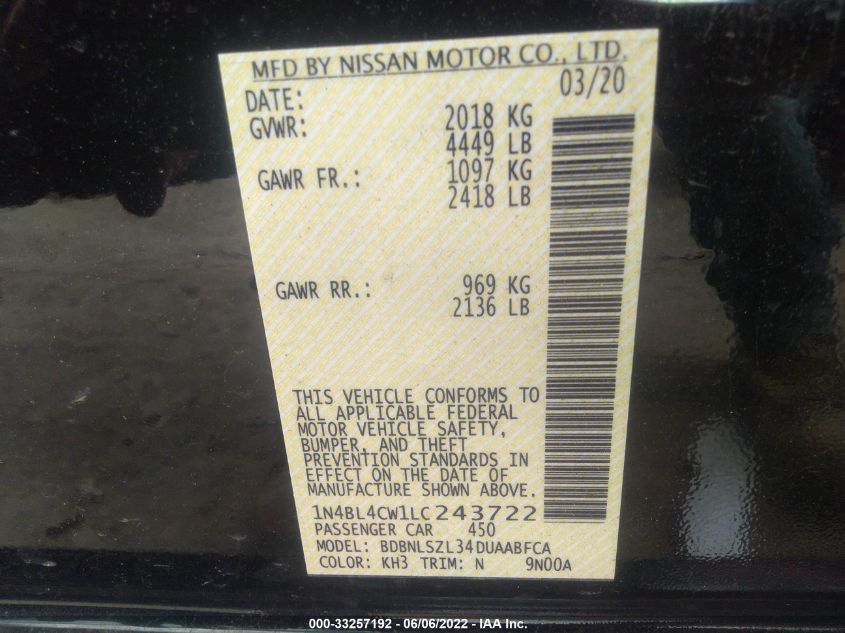 MFD BY NISSAN MOTOR CO., LTD.
DATE: 03/20
GVWR: 2018 KG
4449 LB
GAWR FR.: 1097 KG
2418 LB
GAWR RR.: 969 KG
2136 LB
THIS VEHICLE CONFORMS TO
ALL APPLICABLE FEDERAL
MOTOR VEHICLE SAFETY,
BUMPER, AND THEFT
PREVENTION STANDARDS IN
EFFECT ON THE DATE OF
MANUFACTURE SHOWN ABOVE.
1N4BL4CW1LC243722
PASSENGER CAR 450
MODEL: BDBNLSZL34DUAABFCA
COLOR: KH3 TRIM: N 9N00A
000-33257192 - 06/06/2022 - IAA Inc.